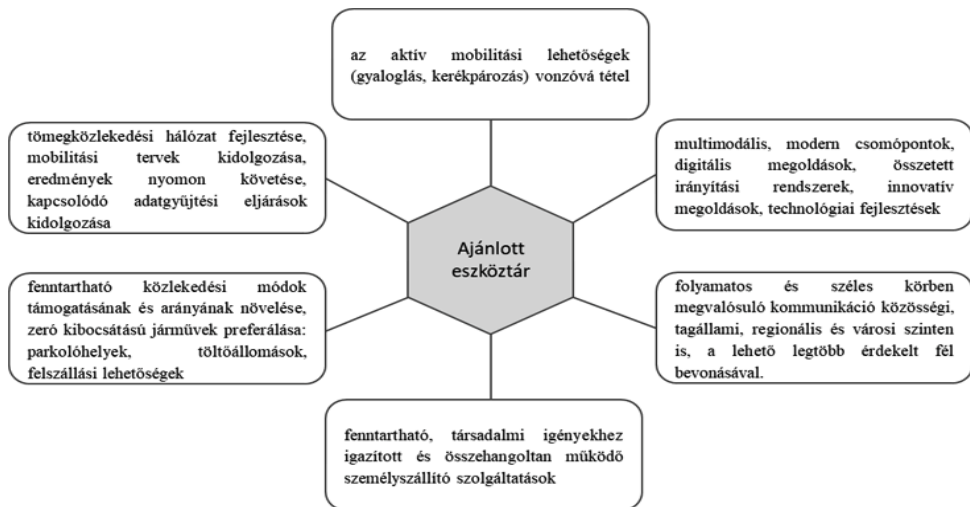 az aktív mobilitási lehetőségek
(gyaloglás, kerékpározás) vonzóvá tétel
tömegközlekedési hálózat fejlesztése,
mobilitási tervek kidolgozása,
eredmények nyomon követése,
kapcsolódó adatgyűjtési eljárások
kidolgozása
multimodális, modern csomópontok,
digitális megoldások, összetett
irányítási rendszerek, innovatív
megoldások, technológiai fejlesztések
Ajánlott
eszköztár
fenntartható közlekedési módok
támogatásának és arányának növelése,
zeró kibocsátású járművek preferálása:
parkolóhelyek, töltőállomások,
felszállási lehetőségek
folyamatos és széles körben
megvalósuló kommunikáció közösségi,
tagállami, regionális és városi szinten
is, a lehető legtöbb érdekelt fél
bevonásával.
fenntartható, társadalmi igényekhez
igazított és összehangoltan működő
személyszállító szolgáltatások